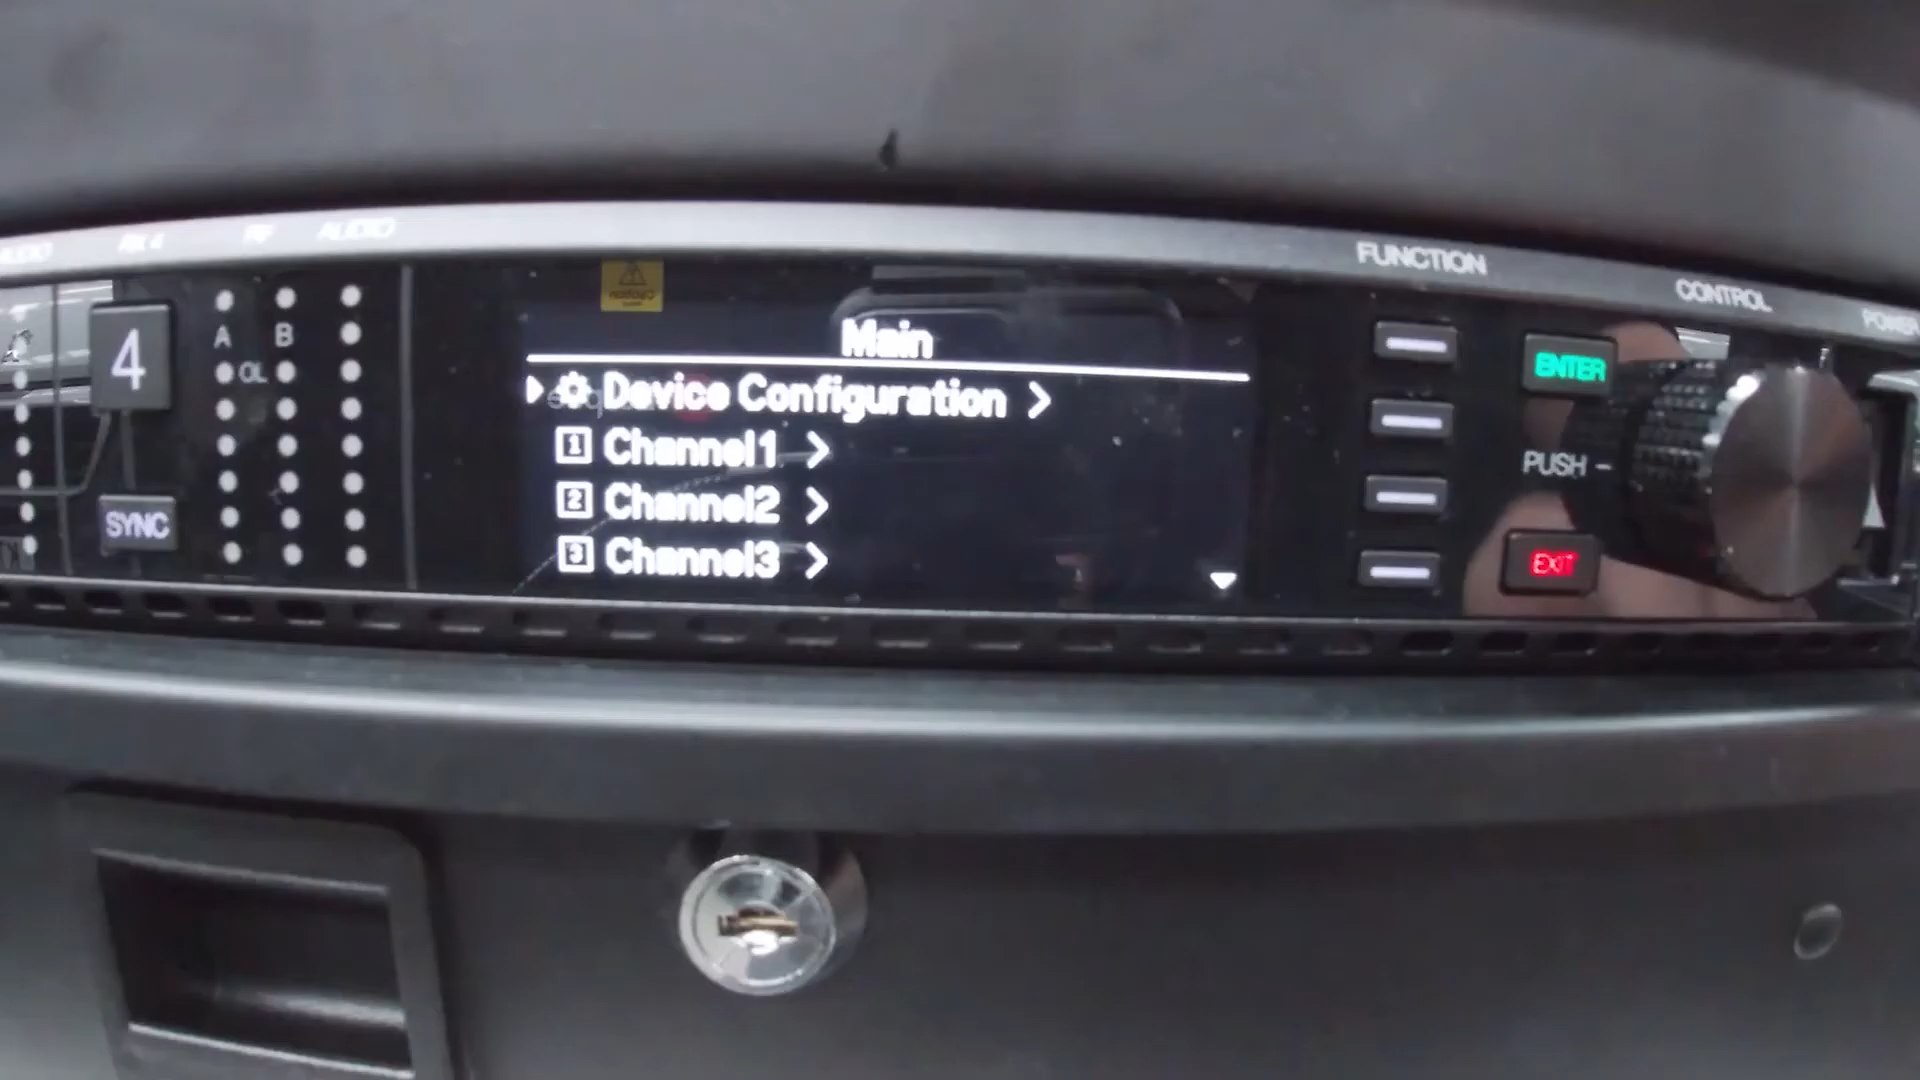 AUDIO RX 4 RF AUDIO
FUNCTION
CONTROL
POWER
4
A B
OL
SYNC
Main
Device Configuration >
1 Channel1 >
2 Channel2 >
3 Channel3 >
ENTER
PUSH –
EXIT